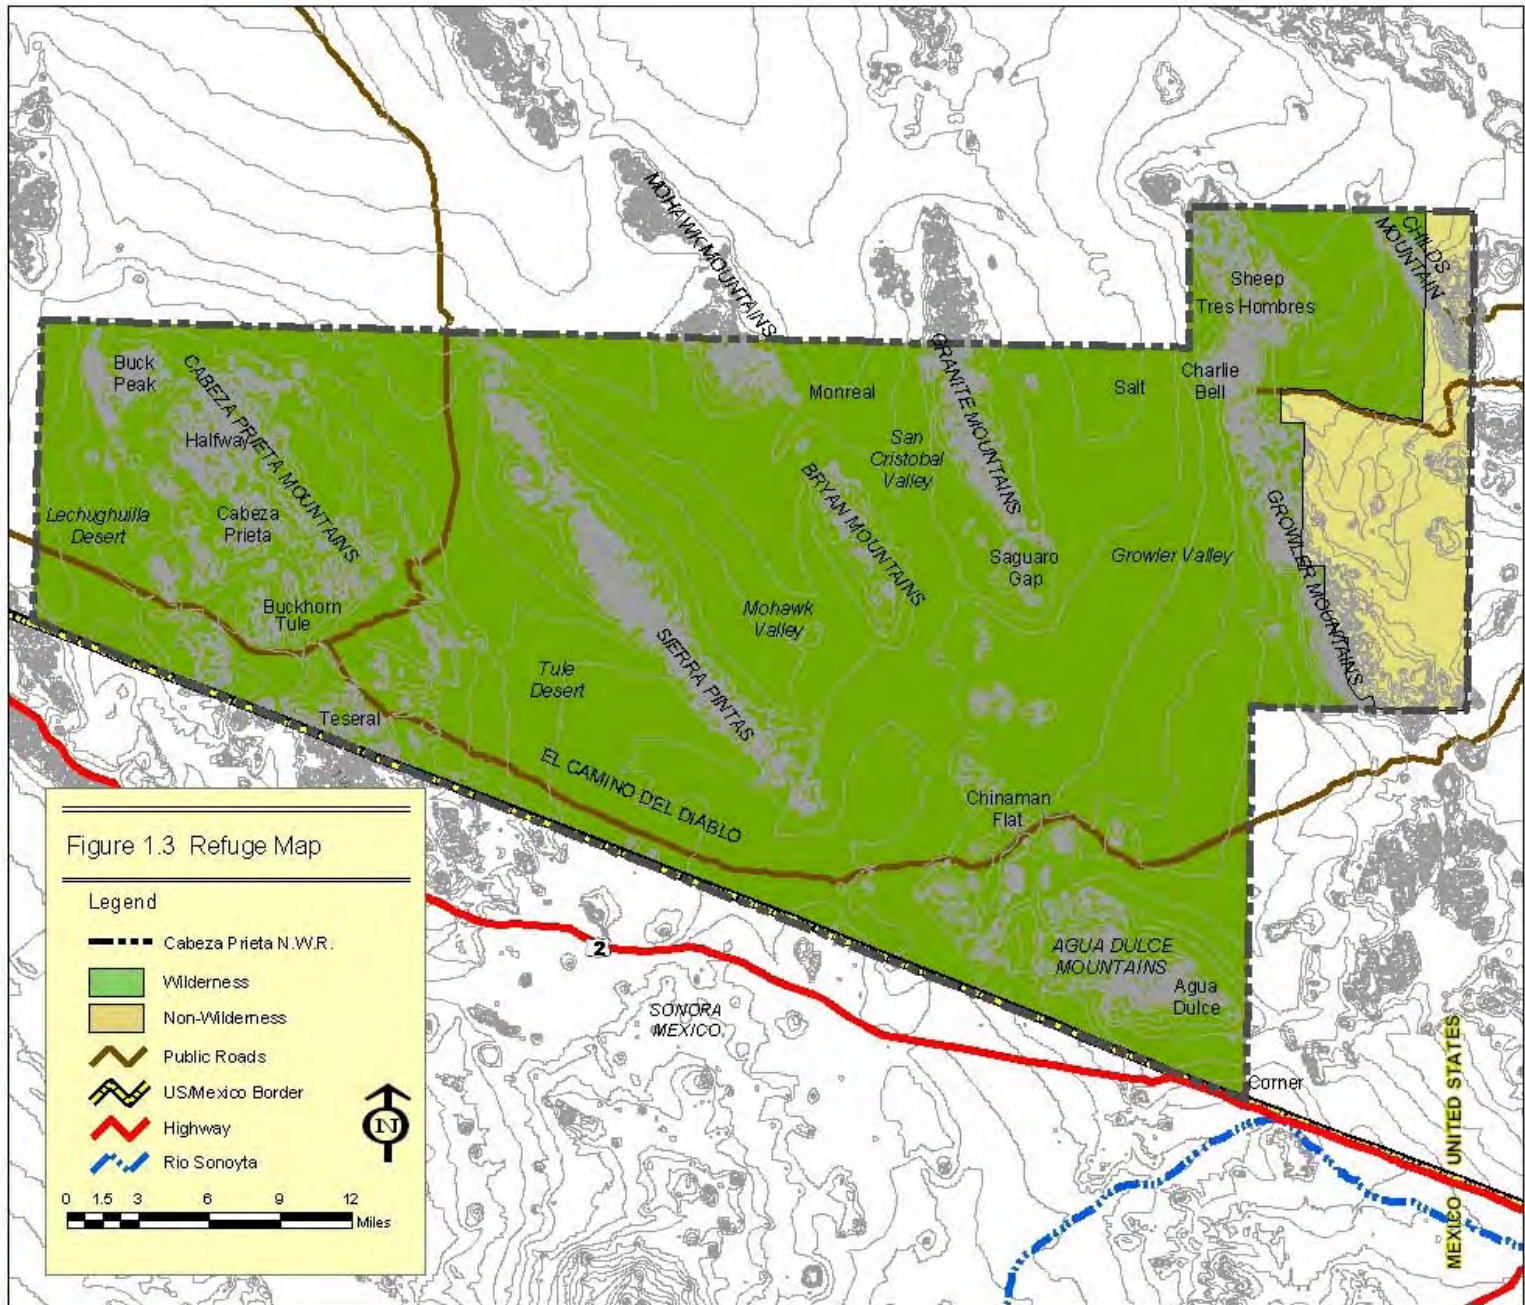 MOHAWK MOUNTAINS
CHILDS
MOUNTAIN
Sheep
Tres Hombres
Buck
Peak
CABEZA PRIETA MOUNTAINS
Halfway
Monreal
GRANITE MOUNTAINS
Salt
Charlie
Bell
San
Cristobal
Valley
BRYAN MOUNTAINS
GROWLER MOUNTAINS
Lechughuilla
Desert
Cabeza
Prieta
Saguaro
Gap
Growler Valley
Buckhorn
Tule
Mohawk
Valley
SIERRA PINTAS
Tule
Desert
Teseral
EL CAMINO DEL DIABLO
Chinaman
Flat
AGUA DULCE
MOUNTAINS
Agua
Dulce
2
SONORA
MEXICO
Corner
MEXICO UNITED STATES
Figure 1.3 Refuge Map
Legend
Cabeza Prieta N.W.R.
Wilderness
Non-Wilderness
Public Roads
US/Mexico Border
Highway
Rio Sonoyta
N
0 1.5 3 6 9 12
Miles